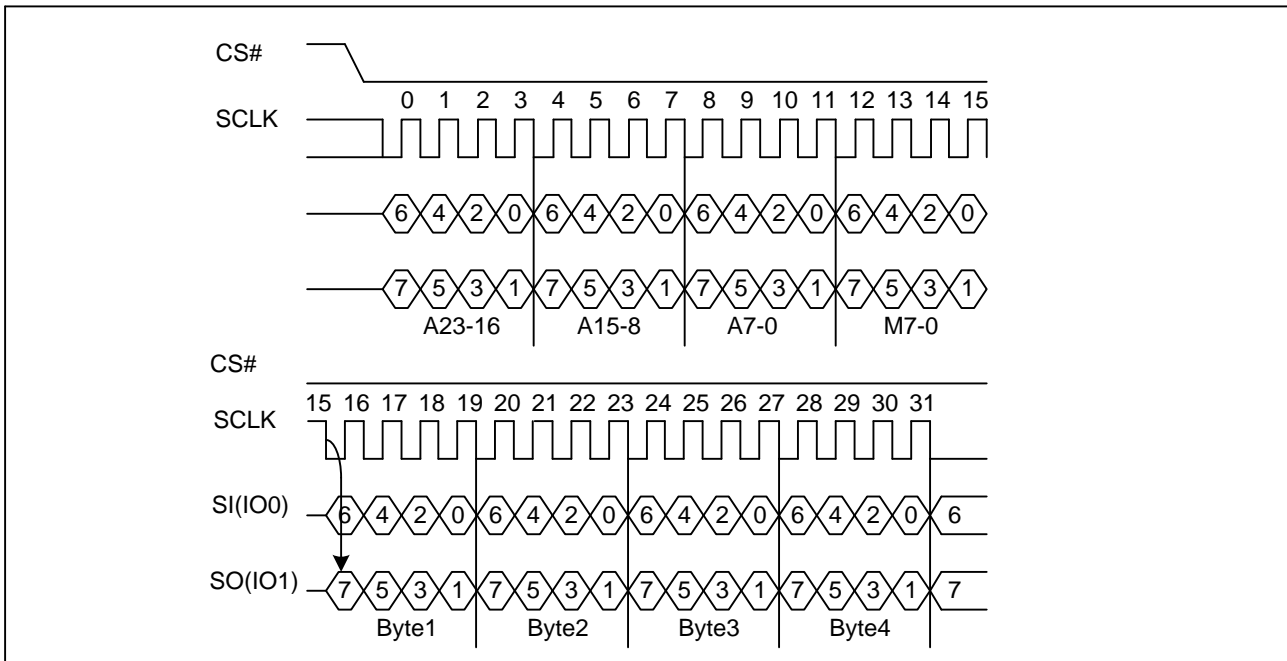 CS#
0 1 2 3 4 5 6 7 8 9 10 11 12 13 14 15
SCLK
6 4 2 0 6 4 2 0 6 4 2 0 6 4 2 0
7 5 3 1 7 5 3 1 7 5 3 1 7 5 3 1
A23-16 A15-8 A7-0 M7-0
CS#
15 16 17 18 19 20 21 22 23 24 25 26 27 28 29 30 31
SCLK
SI(IO0) 6 4 2 0 6 4 2 0 6 4 2 0 6 4 2 0 6
SO(IO1) 7 5 3 1 7 5 3 1 7 5 3 1 7 5 3 1 7
Byte1 Byte2 Byte3 Byte4